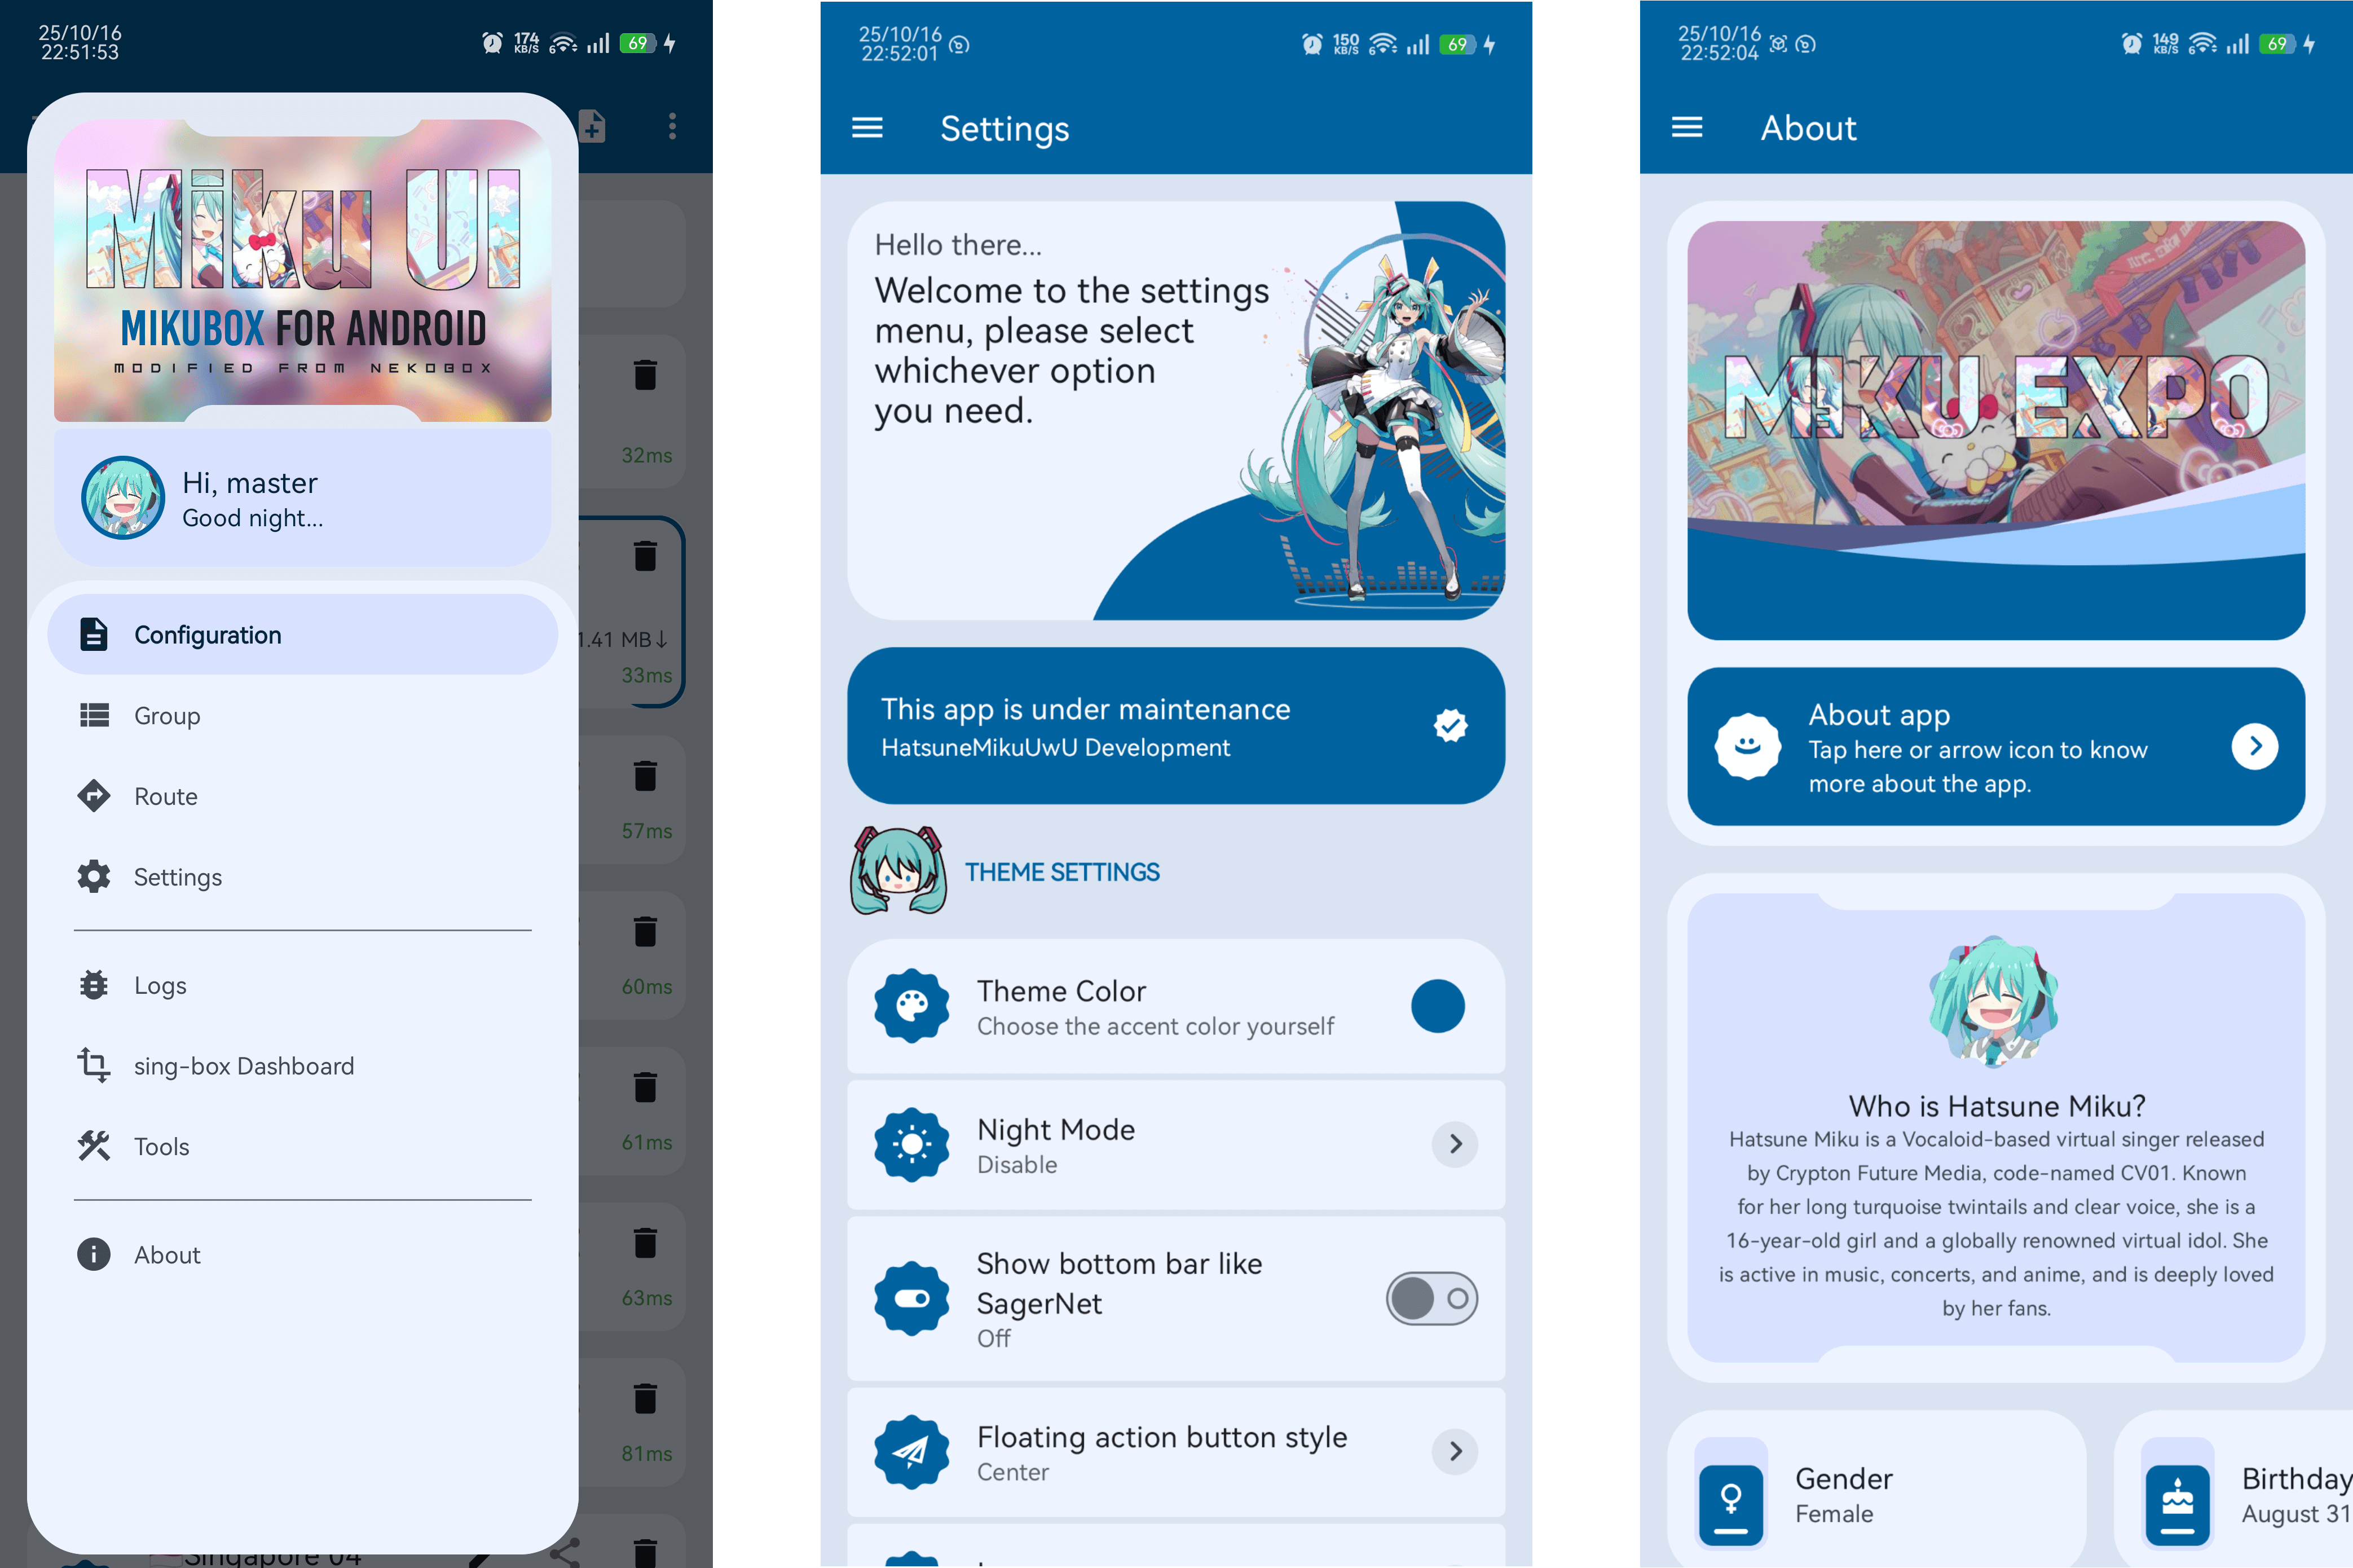 25/10/16
22:51:53
174
KB/S
6
69
Miku UI
MIKUBOX FOR ANDROID
MODIFIED FROM NEKOBOX
Hi, master
Good night...
Configuration
Group
Route
Settings
Logs
sing-box Dashboard
Tools
About
32ms
1.41 MB↓
33ms
57ms
60ms
61ms
63ms
81ms
Singapore 04
25/10/16
22:52:01
150
KB/S
6
69
Settings
Hello there...
Welcome to the settings
menu, please select
whichever option
you need.
This app is under maintenance
HatsuneMikuUwU Development
THEME SETTINGS
Theme Color
Choose the accent color yourself
Night Mode
Disable
Show bottom bar like
SagerNet
Off
Floating action button style
Center
25/10/16
22:52:04
149
KB/S
6
69
About
MIKU EXPO
About app
Tap here or arrow icon to know
more about the app.
Who is Hatsune Miku?
Hatsune Miku is a Vocaloid-based virtual singer released
by Crypton Future Media, code-named CV01. Known
for her long turquoise twintails and clear voice, she is a
16-year-old girl and a globally renowned virtual idol. She
is active in music, concerts, and anime, and is deeply loved
by her fans.
Gender
Female
Birthday
August 31